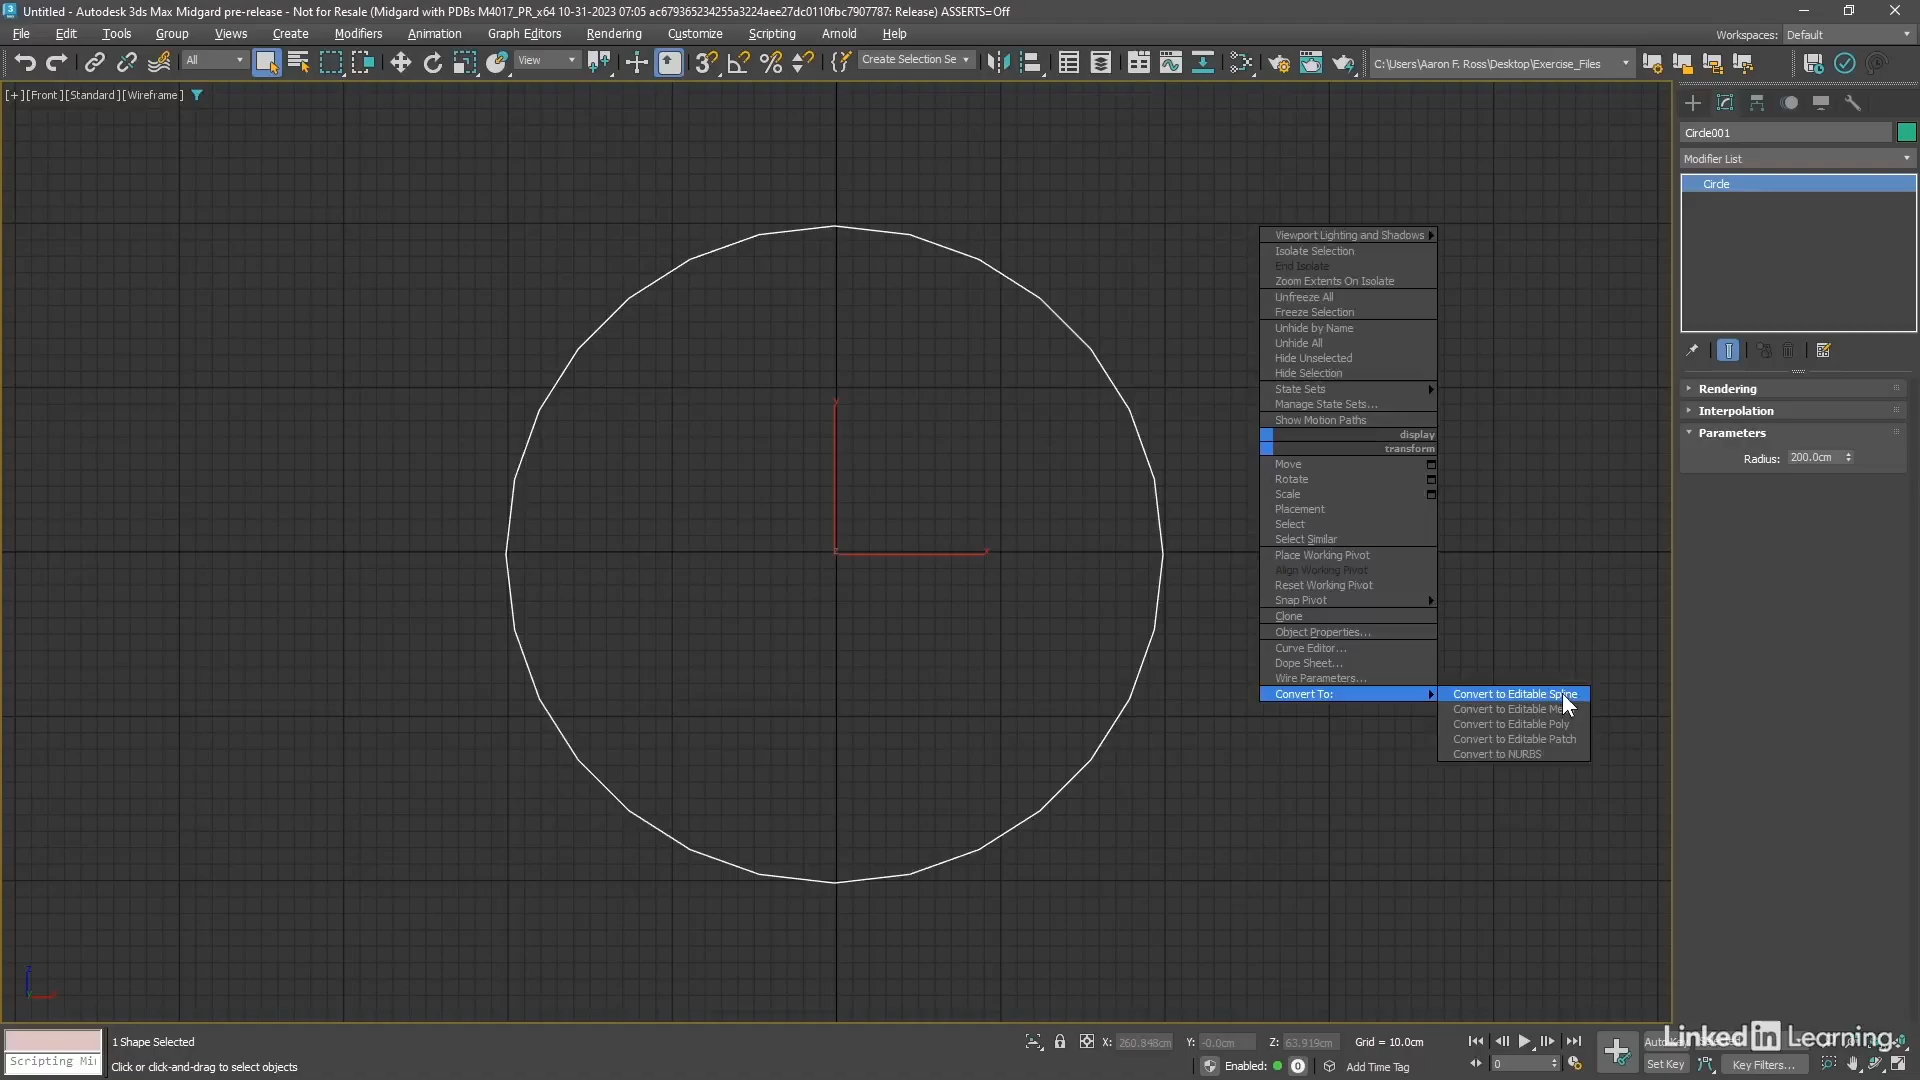 Untitled - Autodesk 3ds Max Midgard pre-release - Not for Resale (Midgard with PDBs M4017_PR_x64 10-31-2023 07:05 ac679365234255a3224aee27dc0110fbc7907787: Release) ASSERTS=Off
File Edit Tools Group Views Create Modifiers Animation Graph Editors Rendering Customize Scripting Arnold Help
Workspaces: Default
All
View
Create Selection Se
C:\Users\Aaron F. Ross\Desktop\Exercise_Files
[+][Front][Standard][Wireframe]
Circle001
Modifier List
Circle
Rendering
Interpolation
Parameters
Radius: 200.0cm
Viewport Lighting and Shadows
Isolate Selection
End Isolate
Zoom Extents On Isolate
Unfreeze All
Freeze Selection
Unhide by Name
Unhide All
Hide Unselected
Hide Selection
State Sets
Manage State Sets...
Show Motion Paths
display
transform
Move
Rotate
Scale
Placement
Select
Select Similar
Place Working Pivot
Align Working Pivot
Reset Working Pivot
Snap Pivot
Clone
Object Properties...
Curve Editor...
Dope Sheet...
Wire Parameters...
Convert To:
Convert to Editable Spline
Convert to Editable
Convert to Editable Poly
Convert to Editable Patch
Convert to NURBS
y
x
z
1 Shape Selected
Scripting Mi
Click or click-and-drag to select objects
X: 260.848cm Y: -0.0cm Z: 63.919cm Grid = 10.0cm
Enabled: 0 Add Time Tag
0
Set Key Key Filters...
Linked in Learning